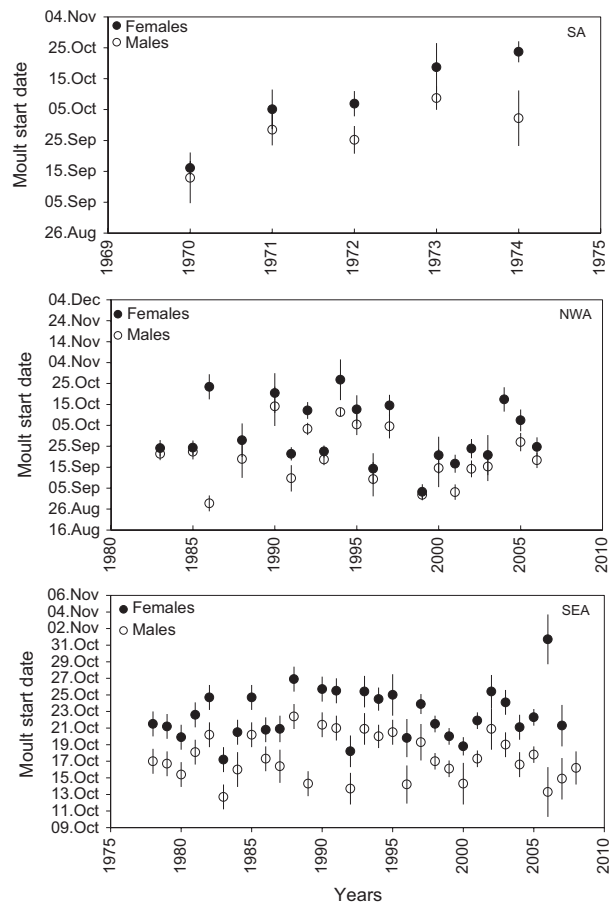 04.Nov
25.Oct
15.Oct
05.Oct
25.Sep
15.Sep
05.Sep
26.Aug
Moult start date
Females
Males
SA
1969
1970
1971
1972
1973
1974
1975
04.Dec
24.Nov
14.Nov
04.Nov
25.Oct
15.Oct
05.Oct
25.Sep
15.Sep
05.Sep
26.Aug
16.Aug
Moult start date
Females
Males
NWA
1980
1985
1990
1995
2000
2005
2010
06.Nov
04.Nov
02.Nov
31.Oct
29.Oct
27.Oct
25.Oct
23.Oct
21.Oct
19.Oct
17.Oct
15.Oct
13.Oct
11.Oct
09.Oct
Moult start date
Females
Males
SEA
1975
1980
1985
1990
1995
2000
2005
2010
Years